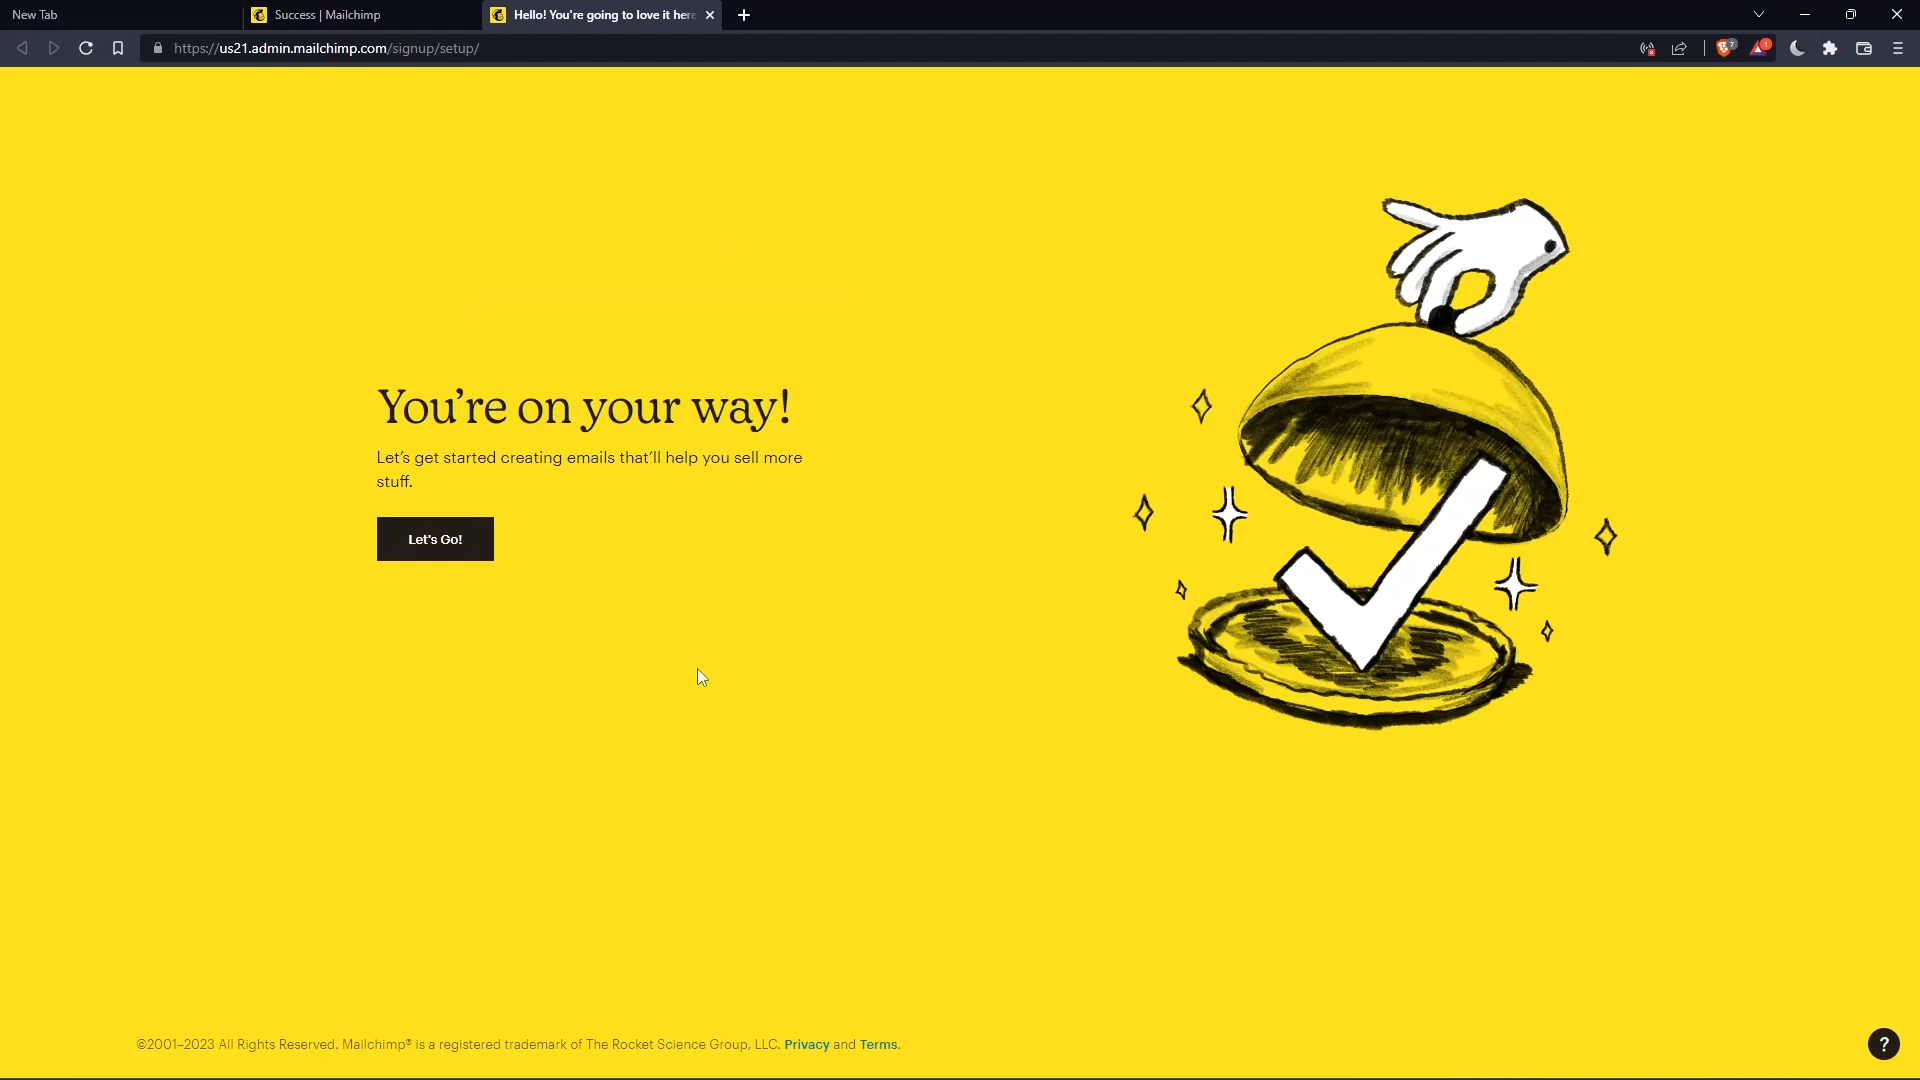 New Tab
Success | Mailchimp
Hello! You're going to love it here
https://us21.admin.mailchimp.com/signup/setup/
7
1
You’re on your way!
Let’s get started creating emails that’ll help you sell more
stuff.
Let's Go!
©2001–2023 All Rights Reserved. Mailchimp® is a registered trademark of The Rocket Science Group, LLC. Privacy and Terms.
?